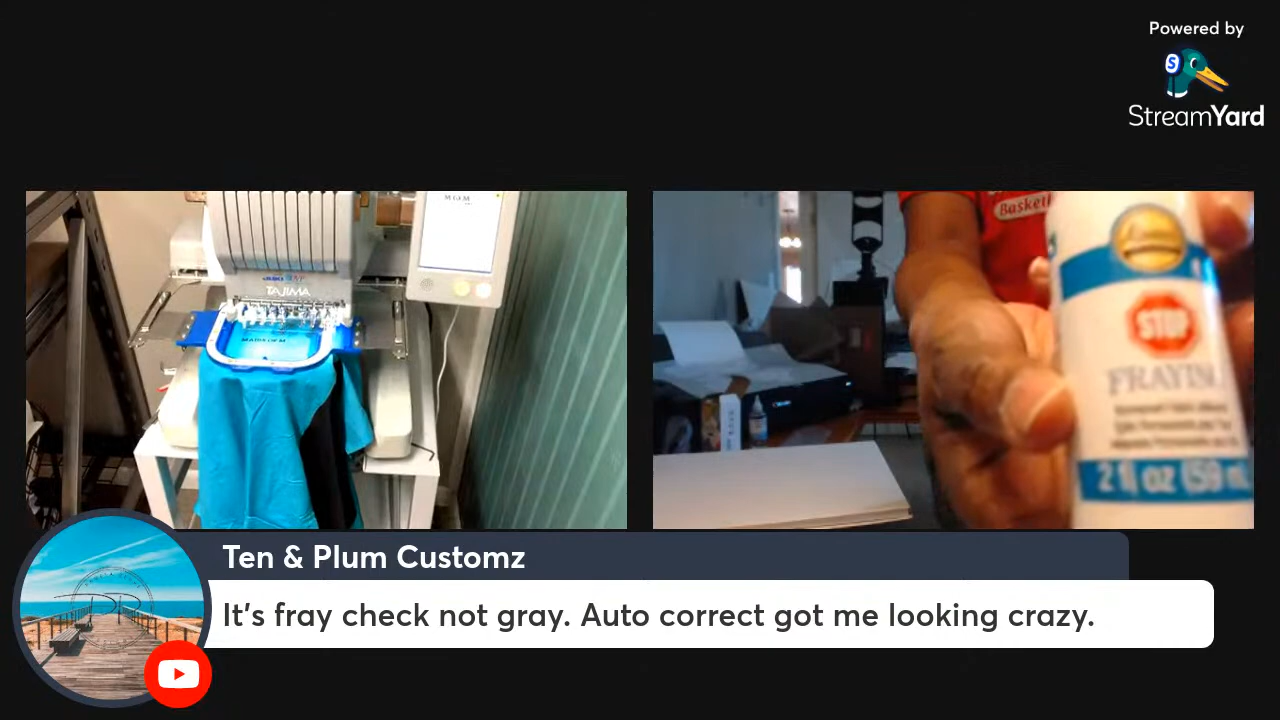 Powered by
S
StreamYard
TAJIMA
Basketb
STOP
FRAYIN
2 fl oz (59 m
Ten & Plum Customz
It's fray check not gray. Auto correct got me looking crazy.